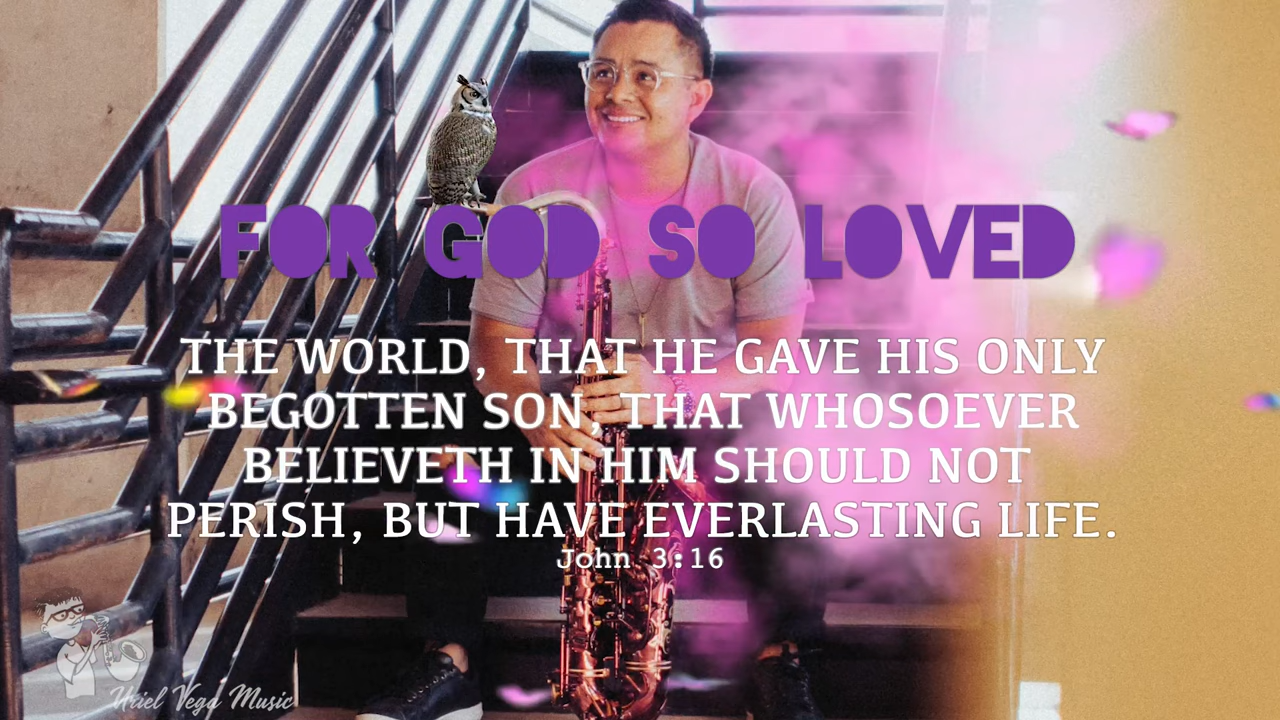 FOR GOD SO LOVED
THE WORLD, THAT HE GAVE HIS ONLY
BEGOTTEN SON, THAT WHOSOEVER
BELIEVETH IN HIM SHOULD NOT
PERISH, BUT HAVE EVERLASTING LIFE.
John 3:16
Uriel Vega Music